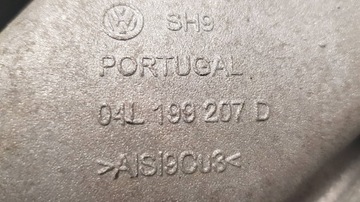 SH9
PORTUGAL
04L 199 207 D
>AlSi9Cu3<